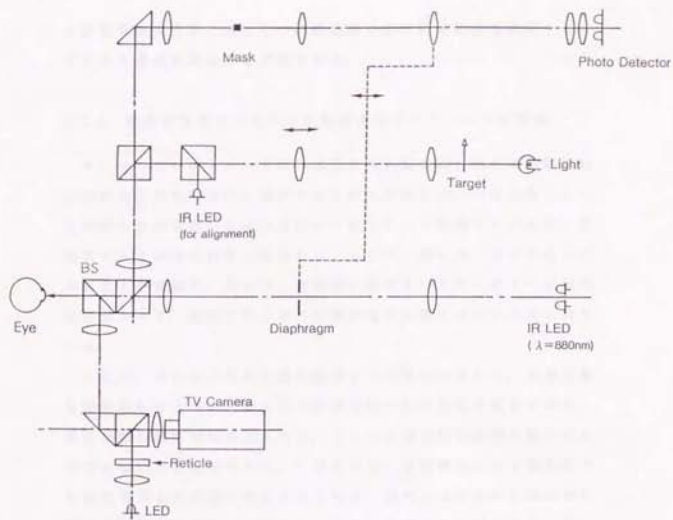 Mask
Photo Detector
Target
Light
IR LED
(for alignment)
BS
Eye
Diaphragm
IR LED
( λ=880nm)
TV Camera
Reticle
LED